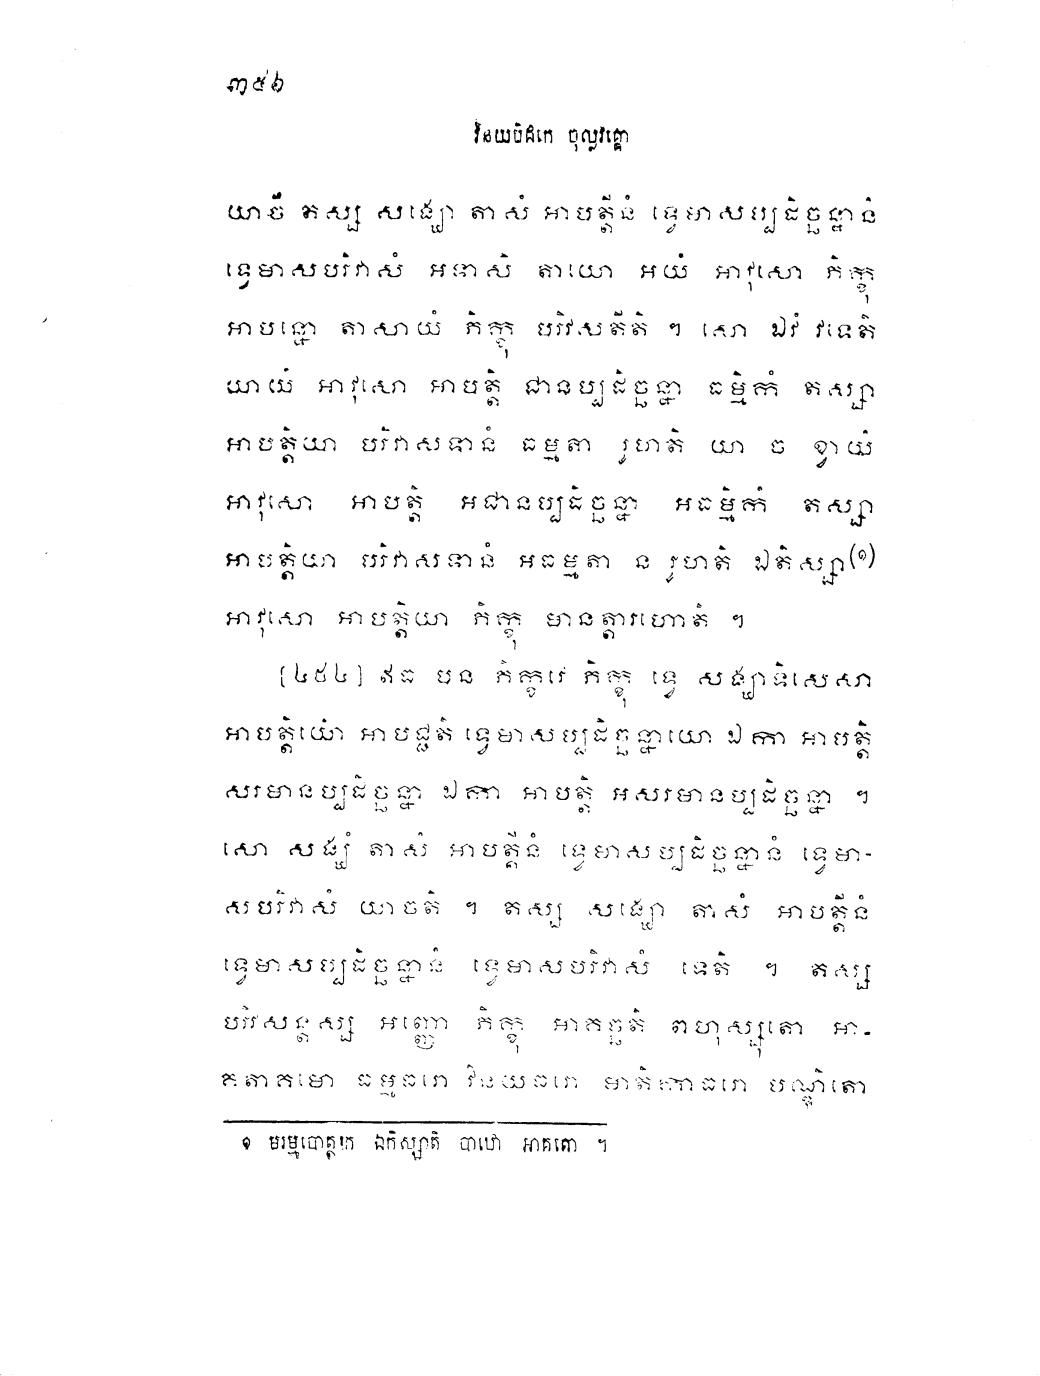 ៣៥៦
វិនយបិដកេ ចុល្លវគ្គោ
យាចិ តស្ស សង្ឃោ តាសំ អាបត្តីនំ ទ្វេមាសប្បដិច្ឆន្នានំ
ទ្វេមាសបរិវាសំ អទាសិ តាយោ អយំ អាវុសោ ភិក្ខុ
អាបន្នោ តាសាយំ ភិក្ខុ បរិវសតីតិ ។ សោ ឯវំ វទេតិ
យាយំ អាវុសោ អាបត្តិ ជានប្បដិច្ឆន្នា ធម្មិកំ តស្សា
អាបត្តិយា បរិវាសទានំ ធម្មតា រូហតិ យា ច ខ្វាយំ
អាវុសោ អាបត្តិ អជានប្បដិច្ឆន្នា អធម្មិកំ តស្សា
អាបត្តិយា បរិវាសទានំ អធម្មតា ន រូហតិ ឯតិស្សា(១)
អាវុសោ អាបត្តិយា ភិក្ខុ មានត្តារហោតិ ។
[៤៥៤] ឥធ បន ភិក្ខវេ ភិក្ខុ ទ្វេ សង្ឃាទិសេសា
អាបត្តិយោ អាបជ្ជតិ ទ្វេមាសប្បដិច្ឆន្នាយោ ឯកា អាបត្តិ
សរមានប្បដិច្ឆន្នា ឯកា អាបត្តិ អសរមានប្បដិច្ឆន្នា ។
សោ សង្ឃំ តាសំ អាបត្តីនំ ទ្វេមាសប្បដិច្ឆន្នានំ ទ្វេមា-
សបរិវាសំ យាចតិ ។ តស្ស សង្ឃោ តាសំ អាបត្តីនំ
ទ្វេមាសប្បដិច្ឆន្នានំ ទ្វេមាសបរិវាសំ ទេតិ ។ តស្ស
បរិវសន្តស្ស អញ្ញោ ភិក្ខុ អាគច្ឆតិ ពហុស្សុតោ អា-
គតាគមោ ធម្មធរោ វិនយធរោ មាតិកាធរោ បណ្ឌិតោ
១ មរម្មបោត្ថកេ ឯកិស្សាតិ បាឋោ អាគតោ ។